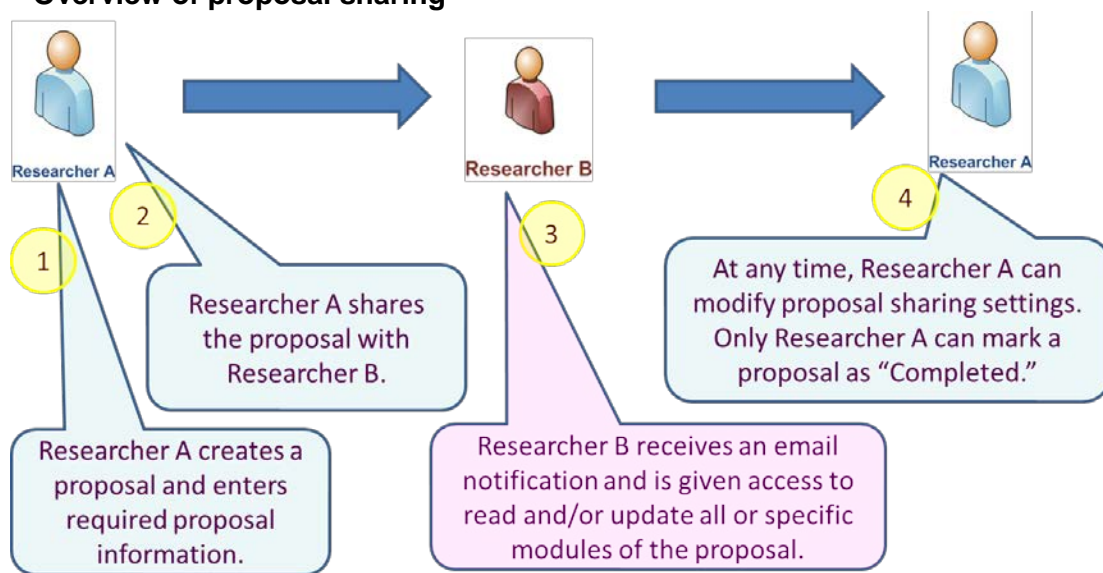 Overview of proposal sharing
Researcher A
Researcher B
Researcher A
1
2
3
4
Researcher A creates a
proposal and enters
required proposal
information.
Researcher A shares
the proposal with
Researcher B.
Researcher B receives an email
notification and is given access to
read and/or update all or specific
modules of the proposal.
At any time, Researcher A can
modify proposal sharing settings.
Only Researcher A can mark a
proposal as “Completed.”